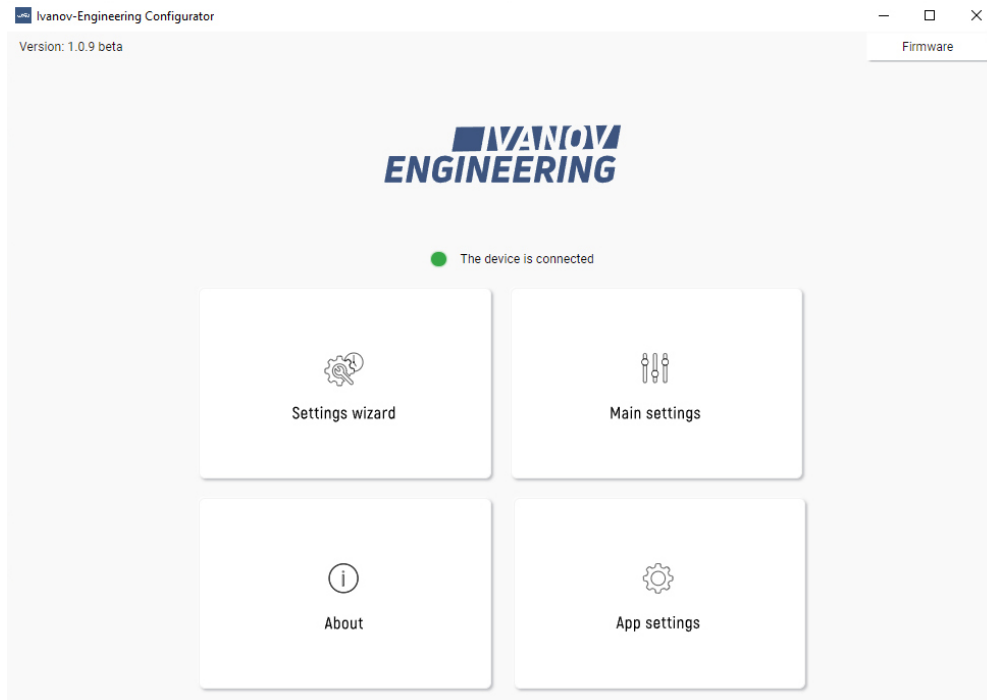 Ivanov-Engineering Configurator
Version: 1.0.9 beta
Firmware
IVANOV
ENGINEERING
The device is connected
Settings wizard
Main settings
About
App settings